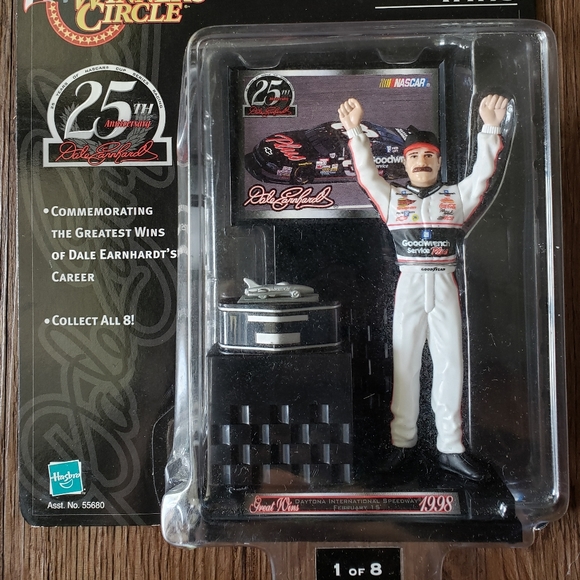 WINNER'S
CIRCLE
25TH
Anniversary
Dale Earnhardt
• COMMEMORATING
THE GREATEST WINS
OF DALE EARNHARDT'S
CAREER
• COLLECT ALL 8!
Hasbro
Asst. No. 55680
25TH
NASCAR
Plus
Goodwrench
Dale Earnhardt
Goodwrench
Service Plus
GOODYEAR
Great Wins
DAYTONA INTERNATIONAL SPEEDWAY
FEBRUARY 15
1998
1 OF 8